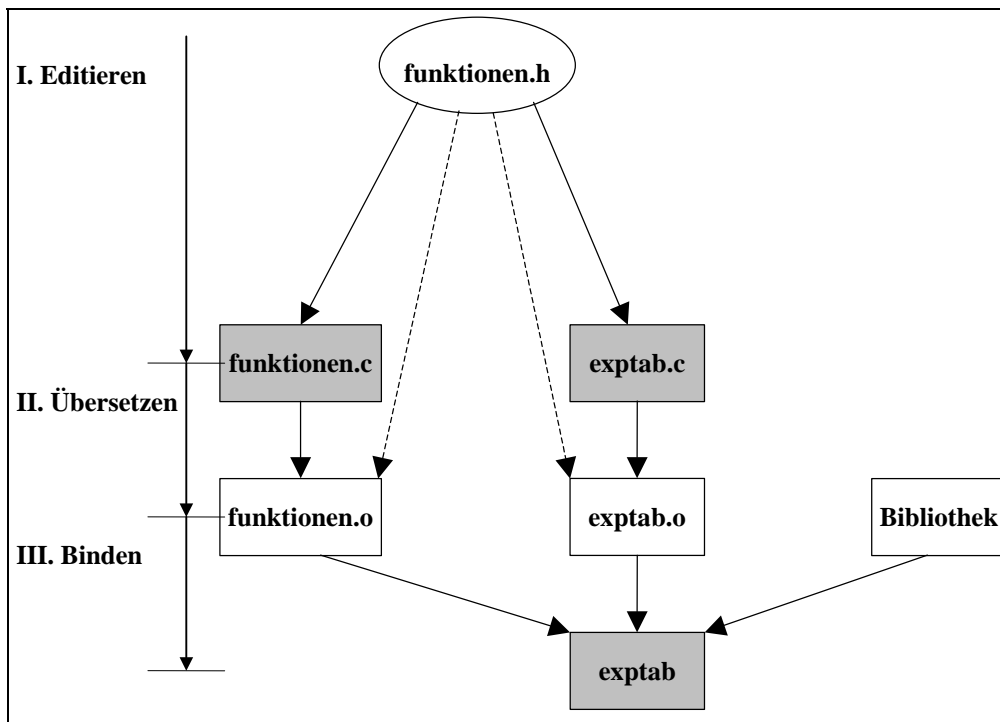 I. Editieren
funktionen.h
funktionen.c
exptab.c
II. Übersetzen
funktionen.o
exptab.o
Bibliothek
III. Binden
exptab